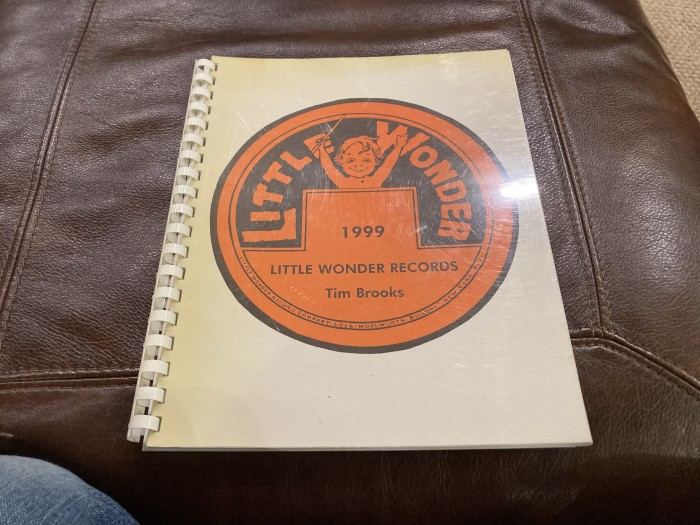 LITTLE WONDER
1999
LITTLE WONDER RECORDS
Tim Brooks